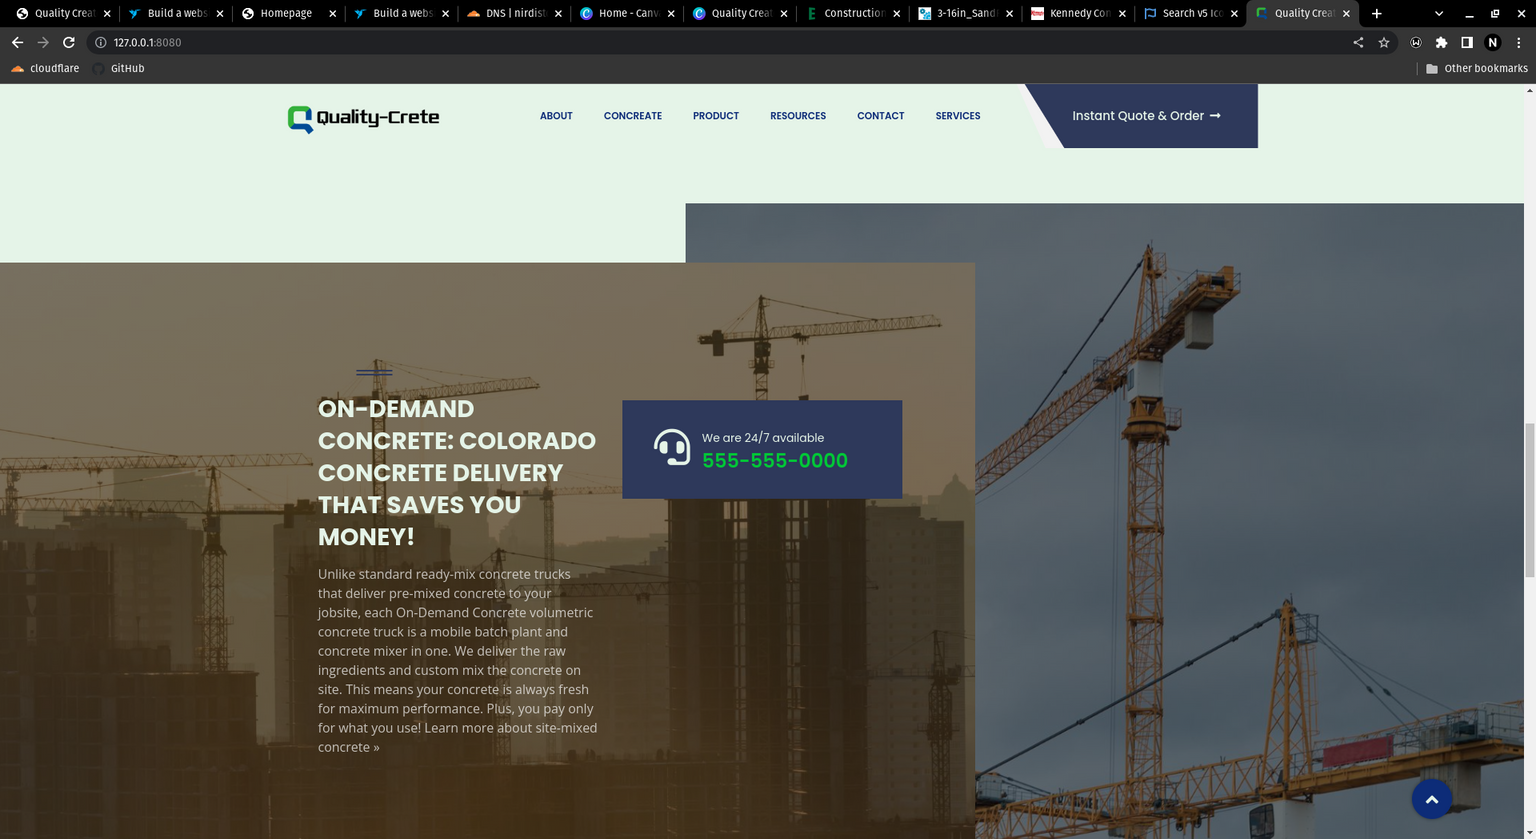 Quality Creat
Build a webs
Homepage
Build a webs
DNS | nirdist
Home - Canv
Quality Creat
Construction
3-16in_Sand
Kennedy Con
Search v5 Ico
Quality Creat
127.0.0.1:8080
N
cloudflare
GitHub
Other bookmarks
Quality-Crete
ABOUT
CONCREATE
PRODUCT
RESOURCES
CONTACT
SERVICES
Instant Quote & Order
ON-DEMAND
CONCRETE: COLORADO
CONCRETE DELIVERY
THAT SAVES YOU
MONEY!
We are 24/7 available
555-555-0000
Unlike standard ready-mix concrete trucks
that deliver pre-mixed concrete to your
jobsite, each On-Demand Concrete volumetric
concrete truck is a mobile batch plant and
concrete mixer in one. We deliver the raw
ingredients and custom mix the concrete on
site. This means your concrete is always fresh
for maximum performance. Plus, you pay only
for what you use! Learn more about site-mixed
concrete »